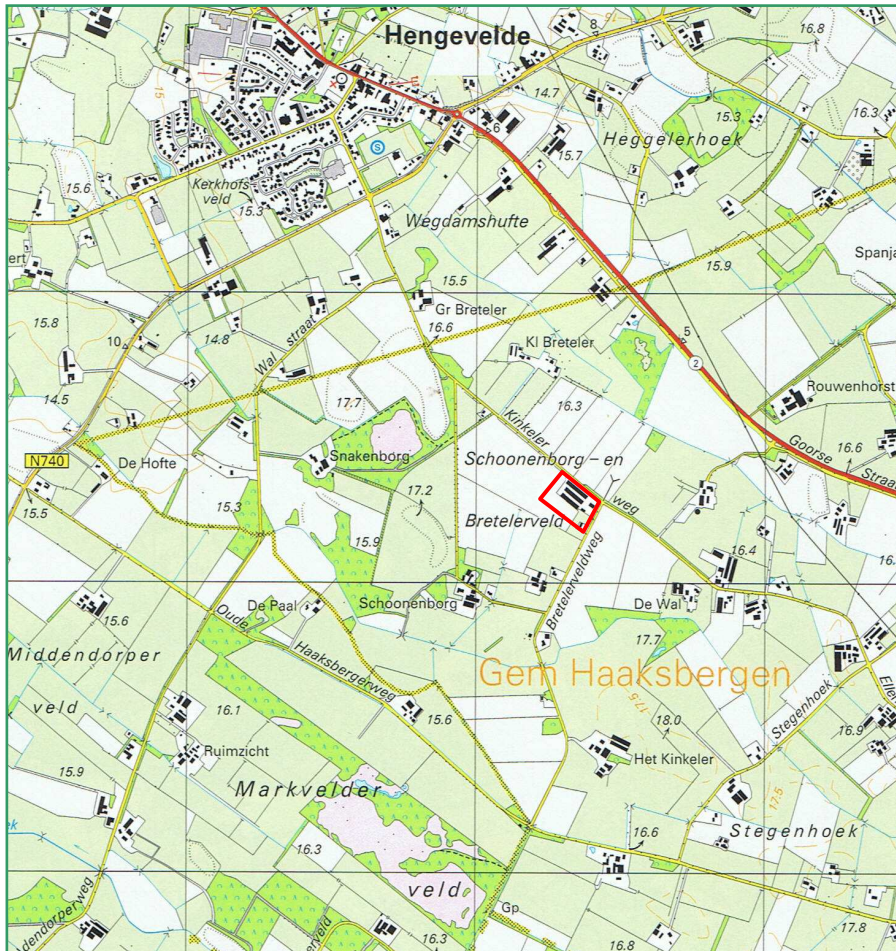 Hengevelde
8
16.8
15
14.7
15.3
Heggelerhoek
16.3
6
S
15.7
15.6
Kerkhofs
veld
15.3
Wegdamshufte
ert
15.9
Spanja
15.5
Gr Breteler
15.8
14.8
Wal straat
16.6
10
5
Kl Breteler
2
17.7
Rouwenhorst
14.5
16.3
Kinkeler
weg
Goorse
Straat
16.6
N740
De Hofte
Snakenborg
Schoonenborg – en
Bretelerveld
17.2
15.5
15.3
15.9
16.4
Bretelerveldweg
De Paal
Schoonenborg
De Wal
15.6
Oude
Haaksbergerweg
17.7
Middendorper
veld
Gem Haaksbergen
17.5
16.1
15.6
18.0
Stegenhoek
16.9
Ruimzicht
Het Kinkeler
15.9
Markvelder
17.5
16.6
Stegenhoek
16.3
veld
ddendorperweg
Gp
17.8
16.3
16.8